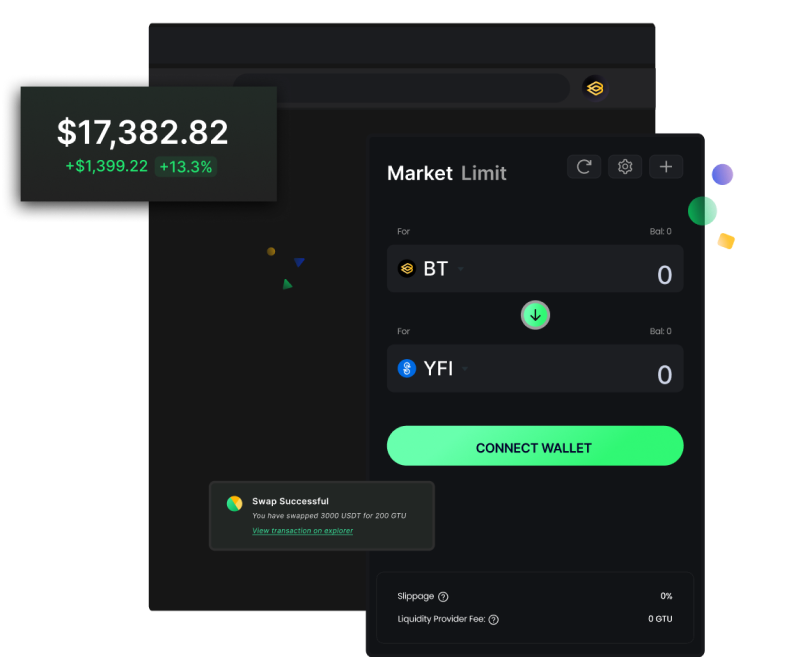 $17,382.82
+$1,399.22 +13.3%
Market Limit
For Bal: 0
BT 0
For Bal: 0
YFI 0
CONNECT WALLET
Swap Successful
You have swapped 3000 USDT for 200 GTU
View transaction on explorer
Slippage ? 0%
Liquidity Provider Fee: ? 0 GTU